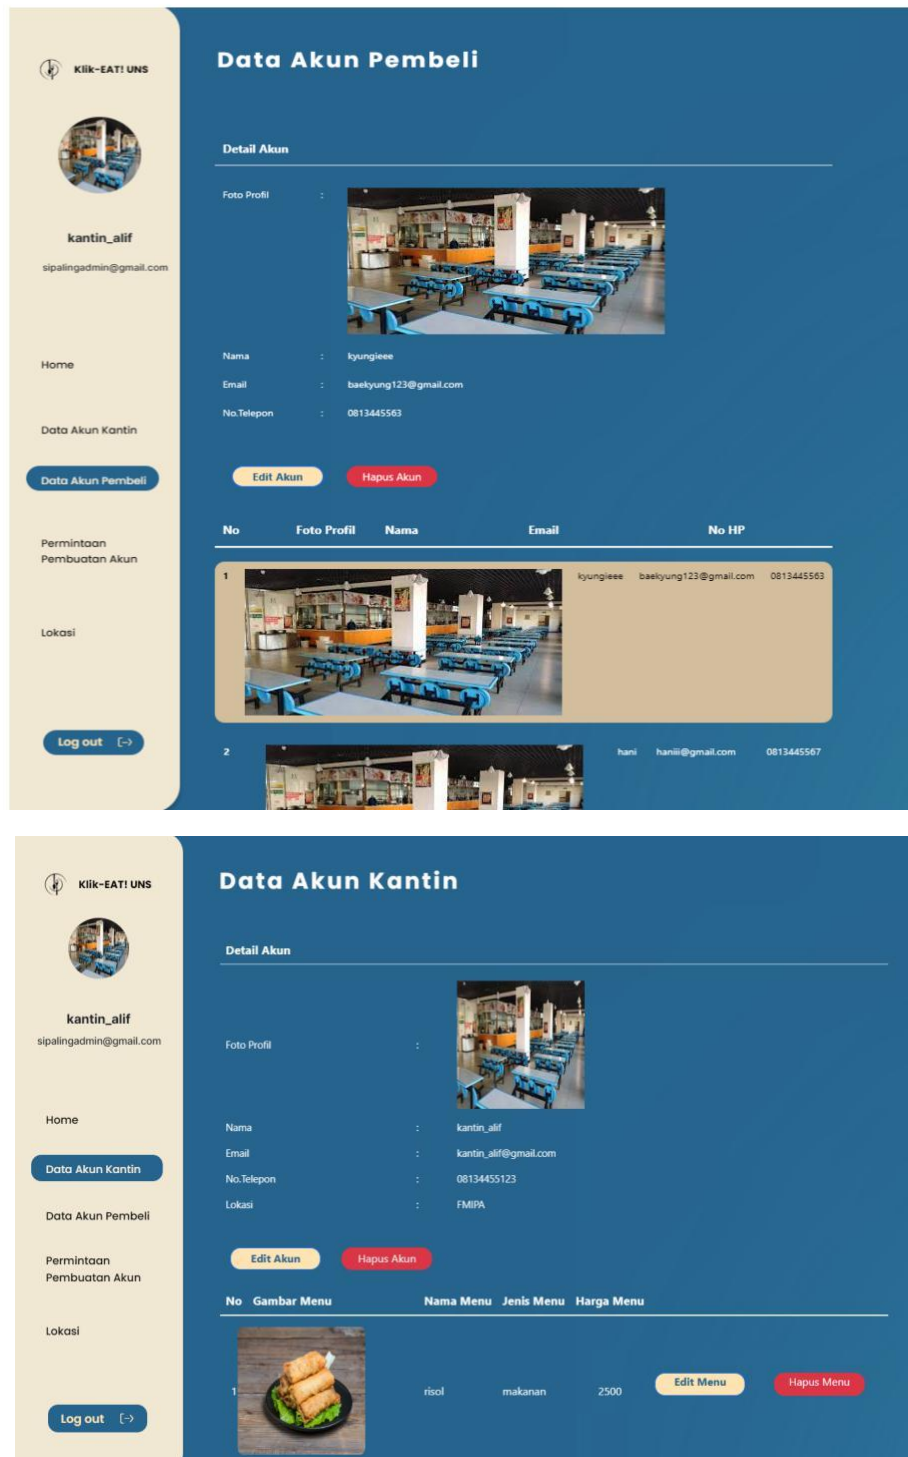 Klik-EAT! UNS
kantin_alif
sipalingadmin@gmail.com
Home
Data Akun Kantin
Data Akun Pembeli
Permintaan
Pembuatan Akun
Lokasi
Log out
Data Akun Pembeli
Detail Akun
Foto Profil :
Nama : kyungieee
Email : baekyung123@gmail.com
No.Telepon : 0813445563
Edit Akun Hapus Akun
No Foto Profil Nama Email No HP
1 kyungieee baekyung123@gmail.com 0813445563
2 hani haniii@gmail.com 0813445567
Klik-EAT! UNS
kantin_alif
sipalingadmin@gmail.com
Home
Data Akun Kantin
Data Akun Pembeli
Permintaan
Pembuatan Akun
Lokasi
Log out
Data Akun Kantin
Detail Akun
Foto Profil :
Nama : kantin_alif
Email : kantin_alif@gmail.com
No.Telepon : 08134455123
Lokasi : FMIPA
Edit Akun Hapus Akun
No Gambar Menu Nama Menu Jenis Menu Harga Menu
1 risol makanan 2500 Edit Menu Hapus Menu